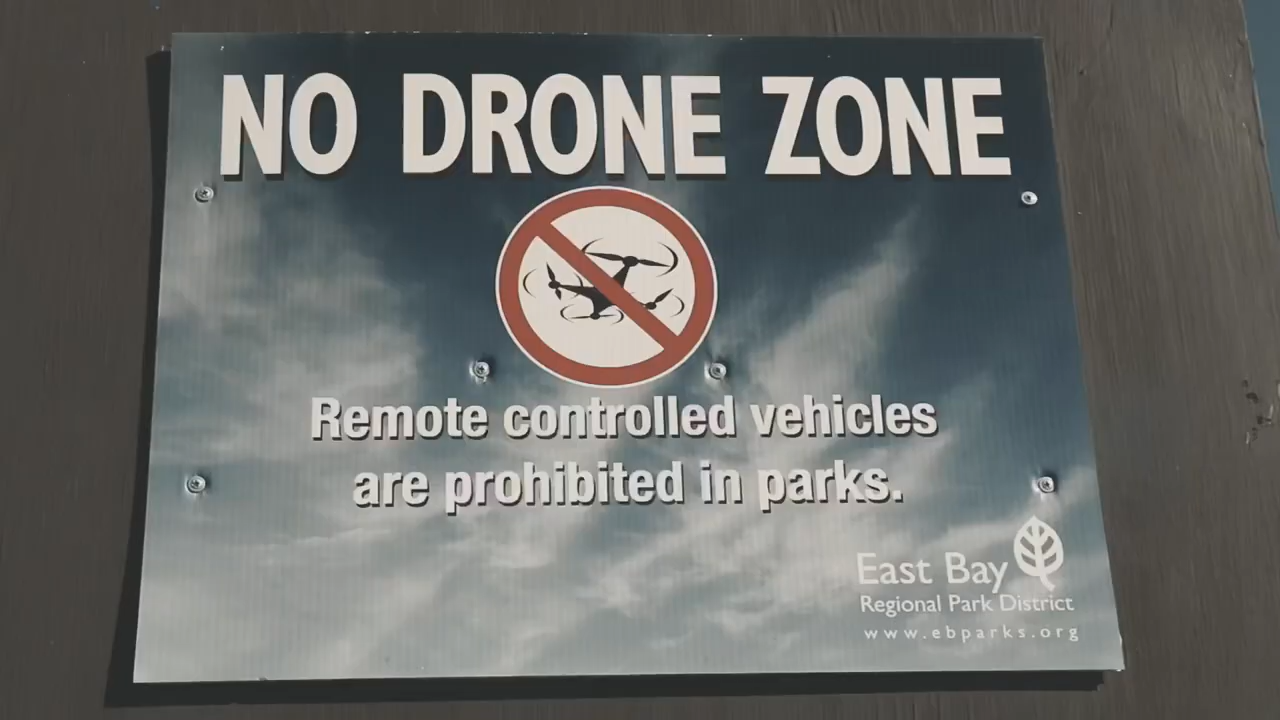 NO DRONE ZONE
Remote controlled vehicles
are prohibited in parks.
East Bay
Regional Park District
www.ebparks.org